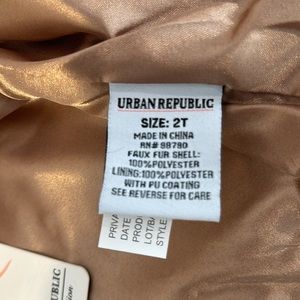 URBAN REPUBLIC
SIZE: 2T
MADE IN CHINA
RN# 98780
FAUX FUR SHELL:
100%POLYESTER
LINING:100%POLYESTER
WITH PU COATING
SEE REVERSE FOR CARE
PRIVA
DATE
PROD
LOT/BA
STYLE
PUBLIC